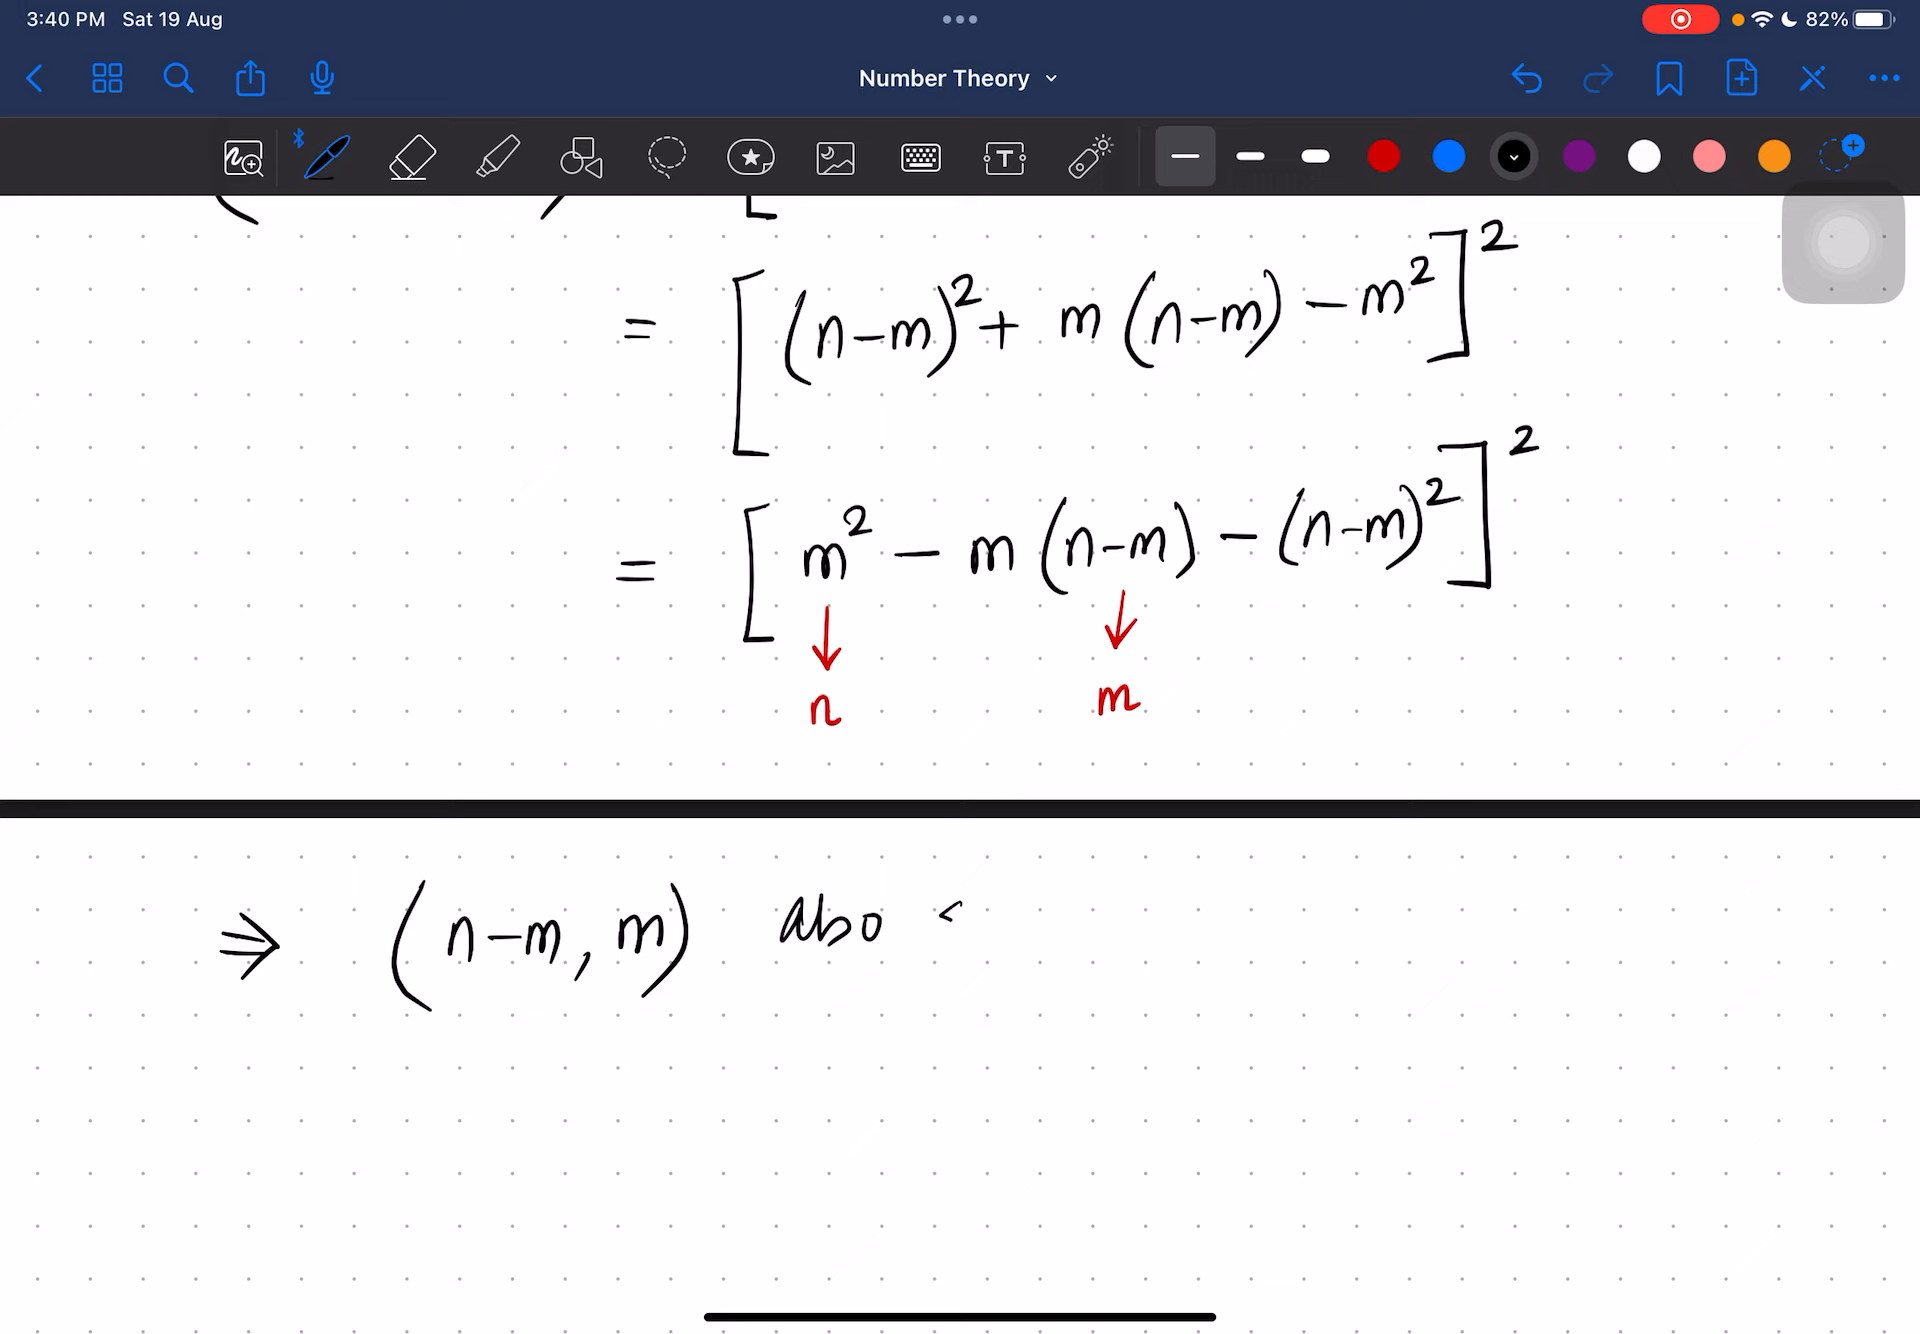 3:40 PM Sat 19 Aug
82%
Number Theory
= [(n-m)² + m(n-m) - m²]²
= [m² - m(n-m) - (n-m)²]²
n m
⇒ (n-m, m) also